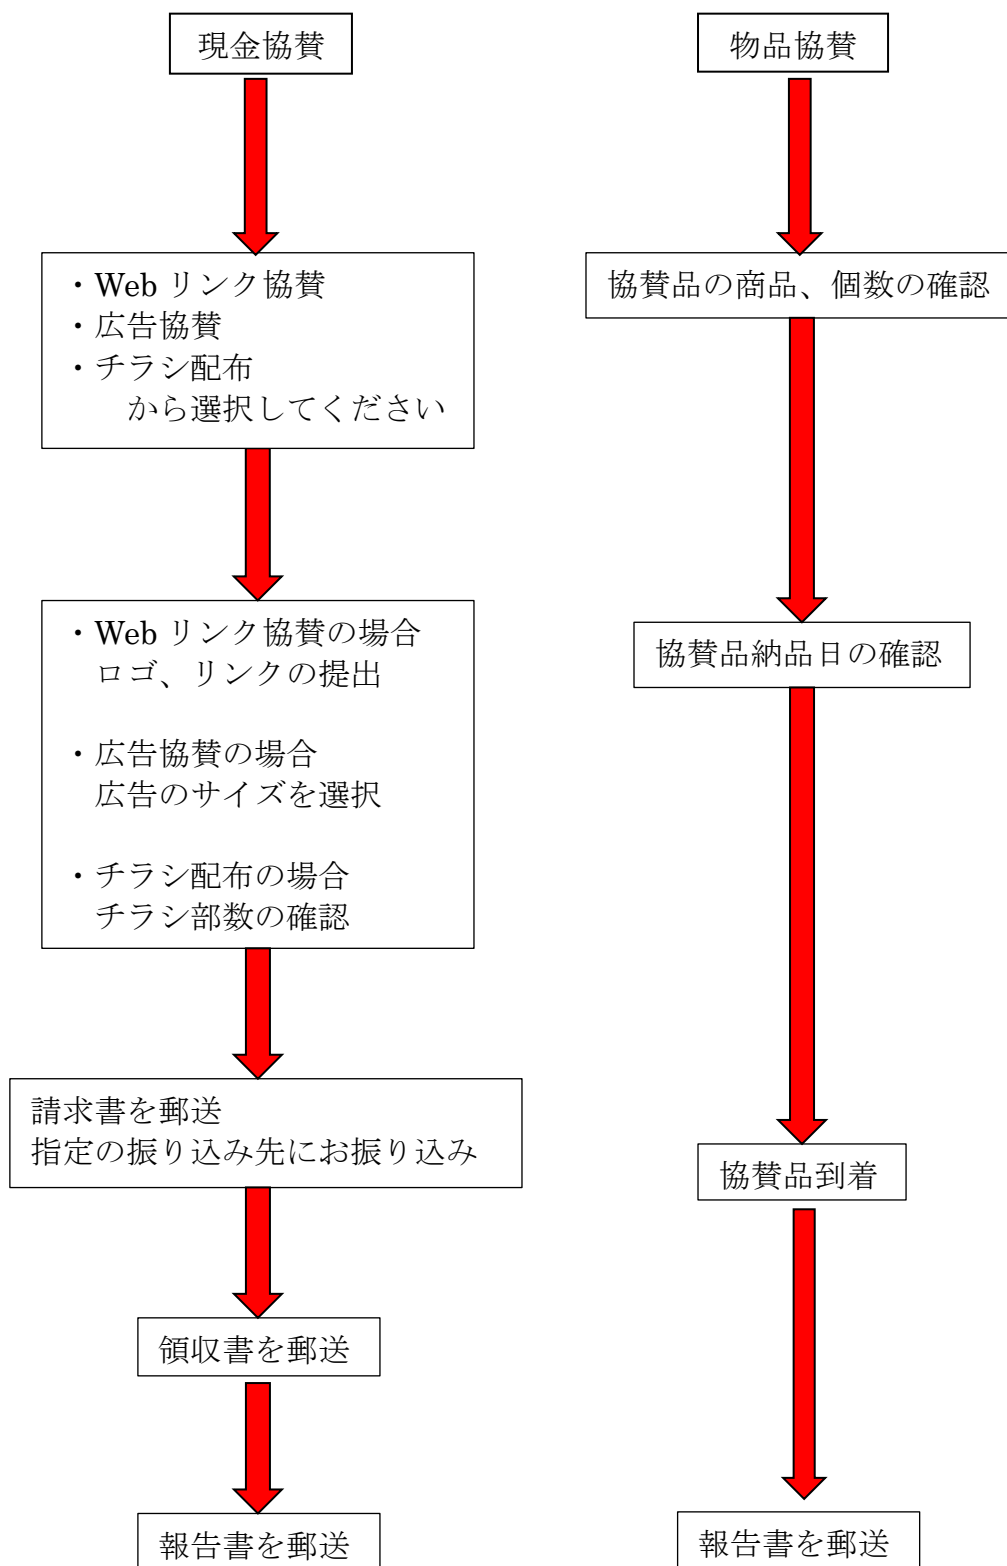 現金協賛
・Web リンク協賛
・広告協賛
・チラシ配布
から選択してください
・Web リンク協賛の場合
ロゴ、リンクの提出
・広告協賛の場合
広告のサイズを選択
・チラシ配布の場合
チラシ部数の確認
請求書を郵送
指定の振り込み先にお振り込み
領収書を郵送
報告書を郵送
物品協賛
協賛品の商品、個数の確認
協賛品納品日の確認
協賛品到着
報告書を郵送